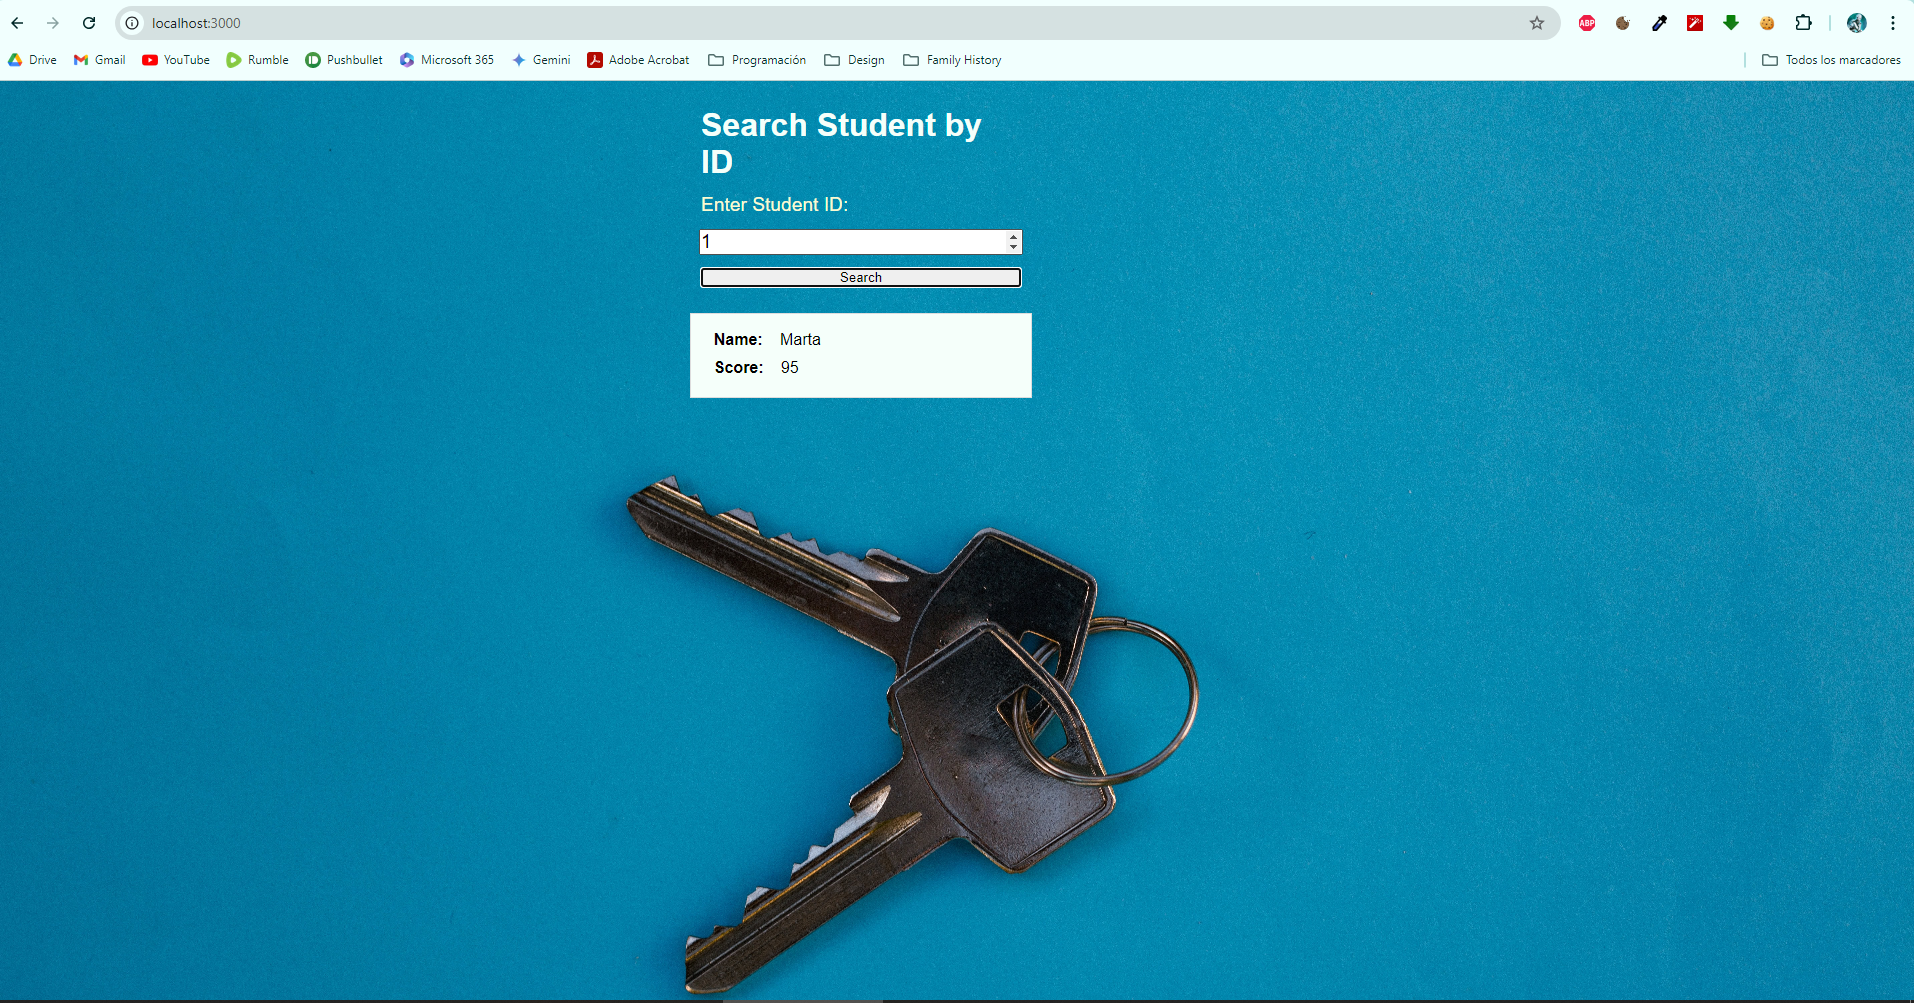 localhost:3000
ABP
Drive Gmail YouTube Rumble Pushbullet Microsoft 365 Gemini Adobe Acrobat Programación Design Family History Todos los marcadores
Search Student by
ID
Enter Student ID:
1
Search
Name: Marta
Score: 95